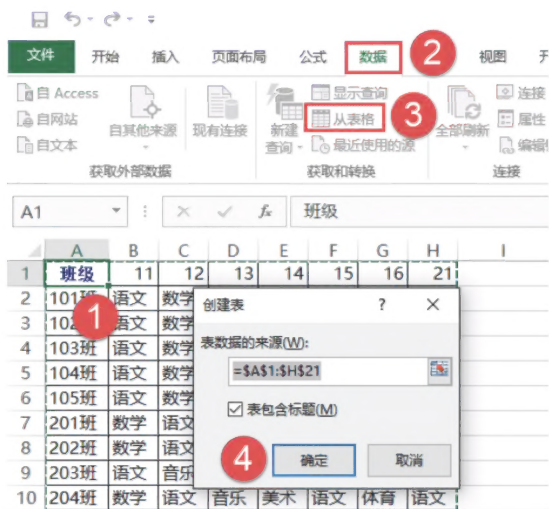 文件 开始 插入 页面布局 公式 数据 2 视图
自 Access 显示查询 连接
自网站 自其他来源 现有连接 新建查询 从表格 3 全部刷新 属性
自文本 最近使用的源
获取外部数据 获取和转换 连接
A1 fx 班级
A B C D E F G H I
1 班级 11 12 13 14 15 16 21
2 101班 语文 数学 创建表 ?
3 1 语文 数学
4 103班 语文 数学 表数据的来源(W):
5 104班 语文 数学 =$A$1:$H$21
6 105班 语文 数学
7 201班 数学 语文 表包含标题(M)
8 202班 数学 语文
9 203班 语文 音乐 4 确定 取消
10 204班 数学 语文 音乐 美术 语文 体育 语文